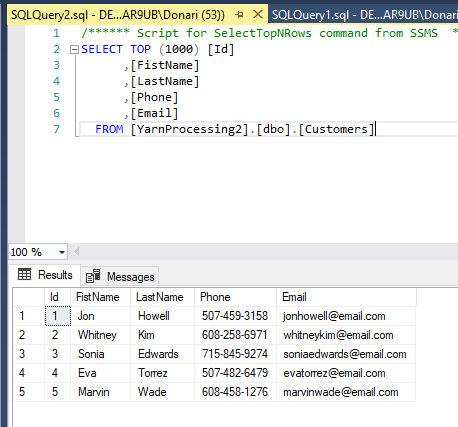 SQLQuery2.sql - DE...AR9UB\Donari (53)) SQLQuery1.sql - DE...AR9UB\Donari
1 /****** Script for SelectTopNRows command from SSMS *
2 SELECT TOP (1000) [Id]
3 ,[FistName]
4 ,[LastName]
5 ,[Phone]
6 ,[Email]
7 FROM [YarnProcessing2].[dbo].[Customers]
100 %
Results Messages
Id FistName LastName Phone Email
1 1 Jon Howell 507-459-3158 jonhowell@email.com
2 2 Whitney Kim 608-258-6971 whitneykim@email.com
3 3 Sonia Edwards 715-845-9274 soniaedwards@email.com
4 4 Eva Torrez 507-482-6479 evatorrez@email.com
5 5 Marvin Wade 608-458-1276 marvinwade@email.com